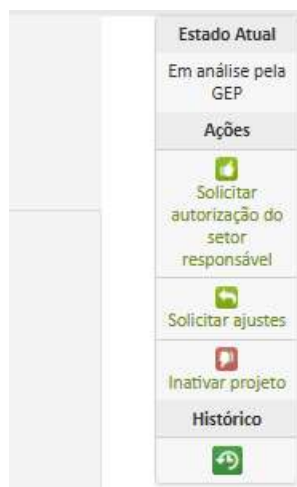 Estado Atual
Em análise pela
GEP
Ações
Solicitar
autorização do
setor
responsável
Solicitar ajustes
Inativar projeto
Histórico